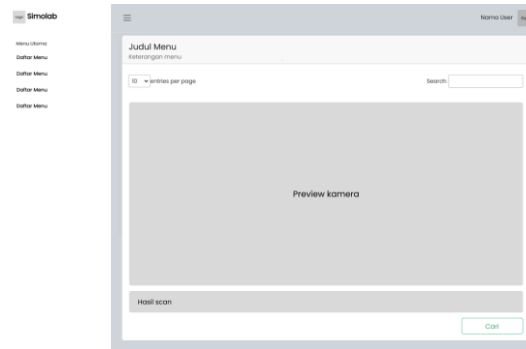 Simolab
Nama User
Menu Utama
Daftar Menu
Daftar Menu
Daftar Menu
Daftar Menu
Judul Menu
Keterangan menu
10 entries per page
Search:
Preview kamera
Hasil scan
Cari